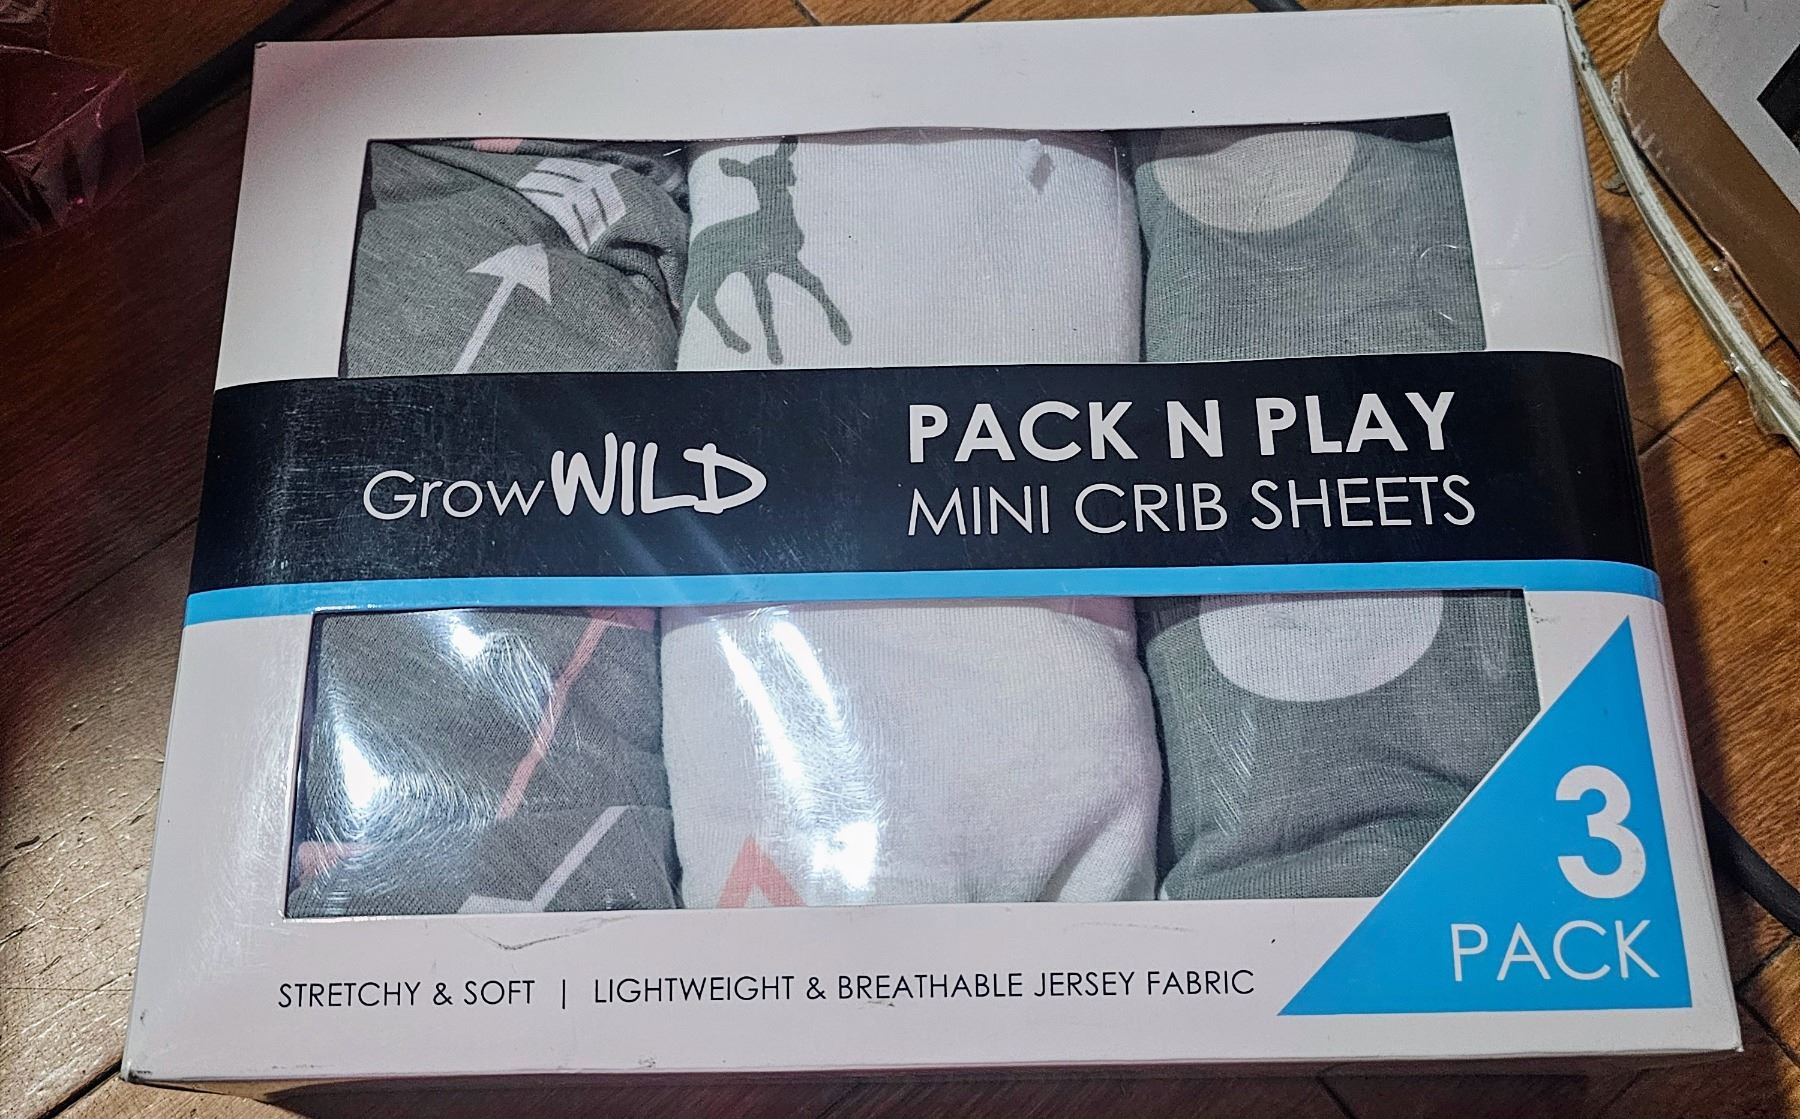 GrowWILD
PACK N PLAY
MINI CRIB SHEETS
3
PACK
STRETCHY & SOFT | LIGHTWEIGHT & BREATHABLE JERSEY FABRIC